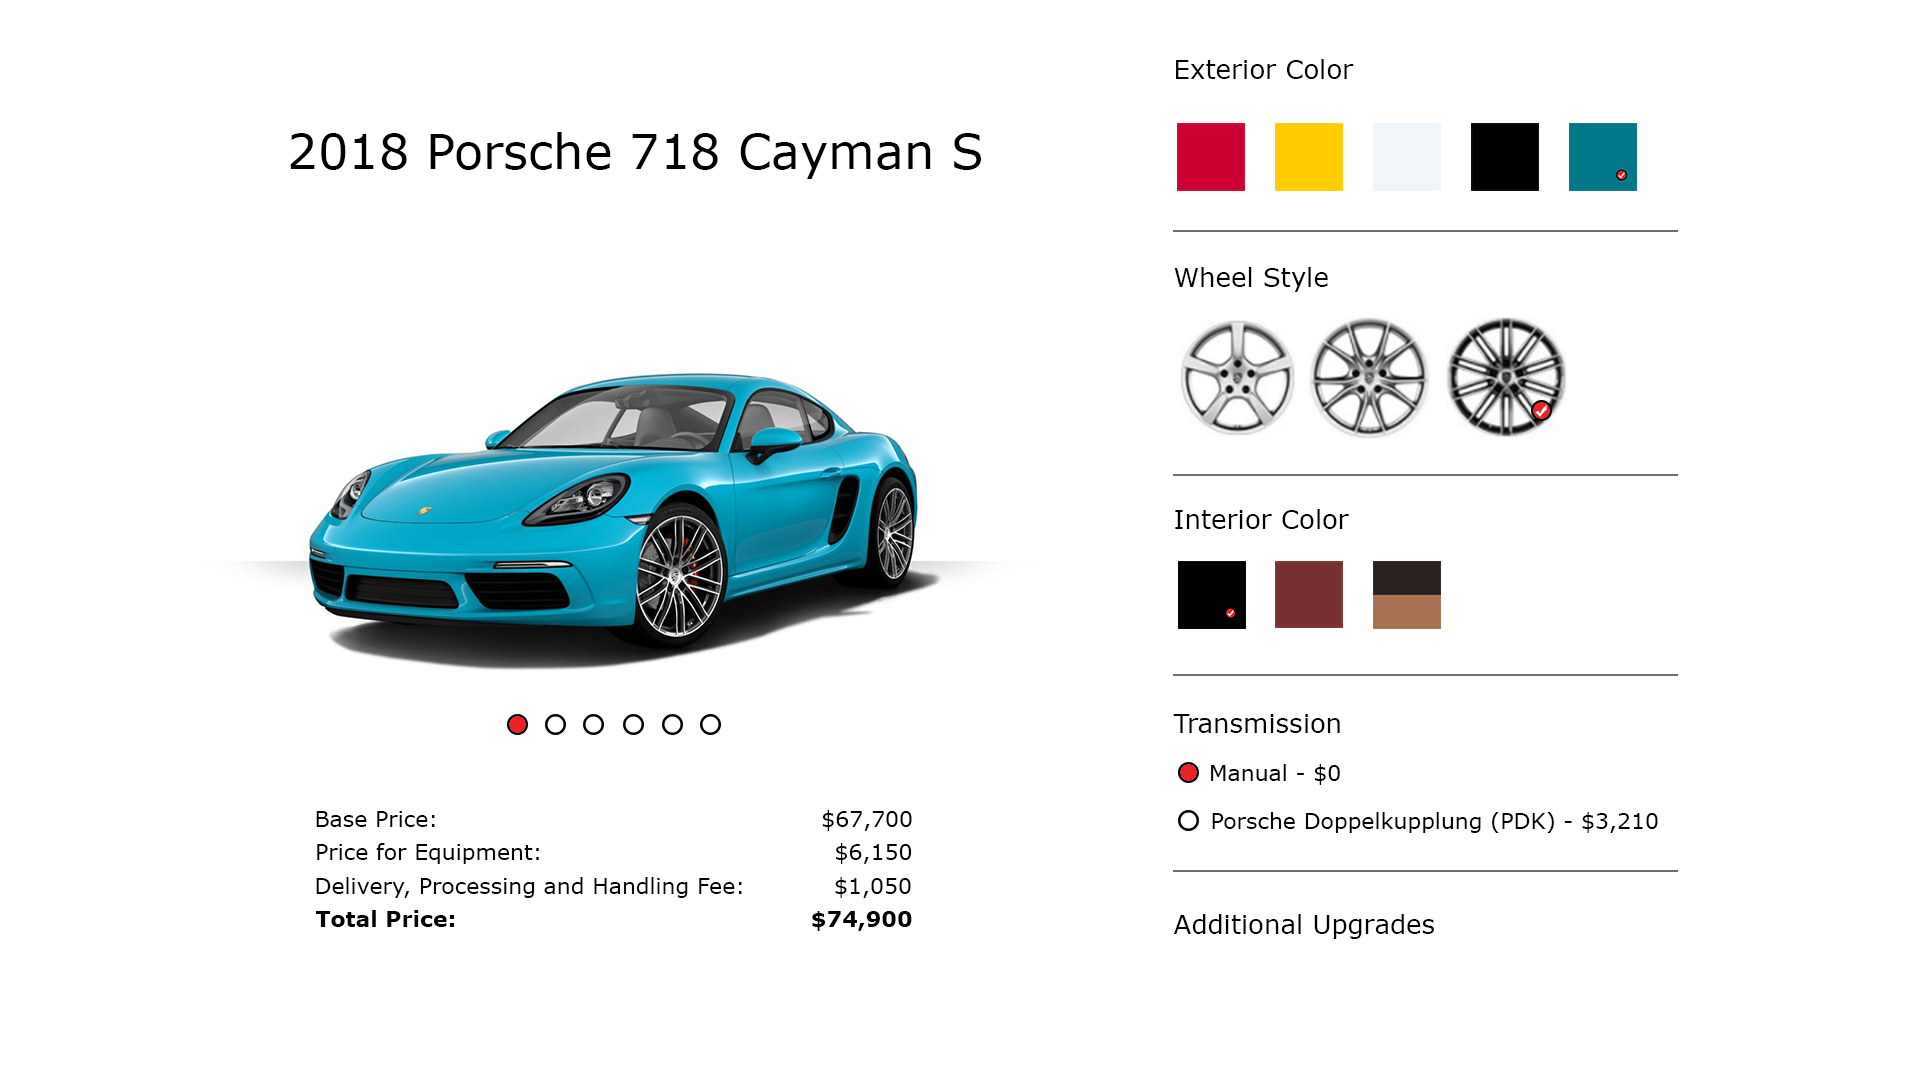 2018 Porsche 718 Cayman S
Base Price: $67,700
Price for Equipment: $6,150
Delivery, Processing and Handling Fee: $1,050
Total Price: $74,900
Exterior Color
Wheel Style
Interior Color
Transmission
Manual - $0
Porsche Doppelkupplung (PDK) - $3,210
Additional Upgrades